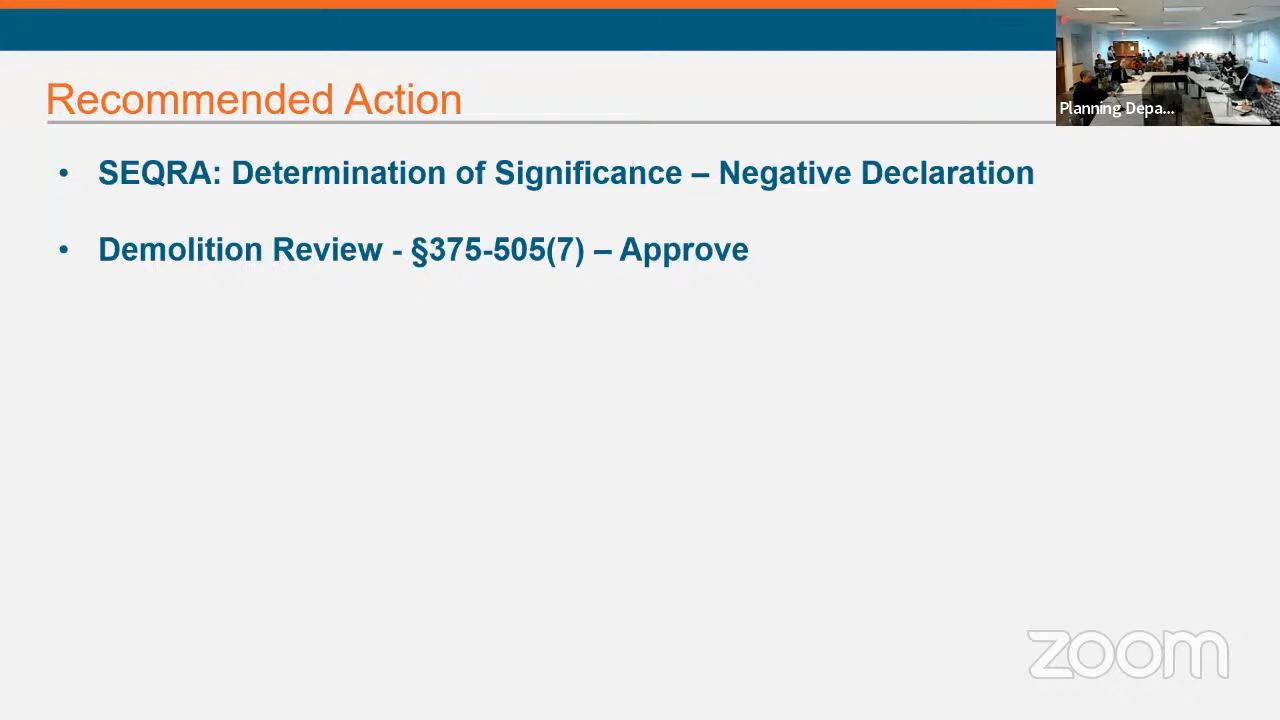 Recommended Action
Planning Depa...
• SEQRA: Determination of Significance – Negative Declaration
• Demolition Review - §375-505(7) – Approve
zoom